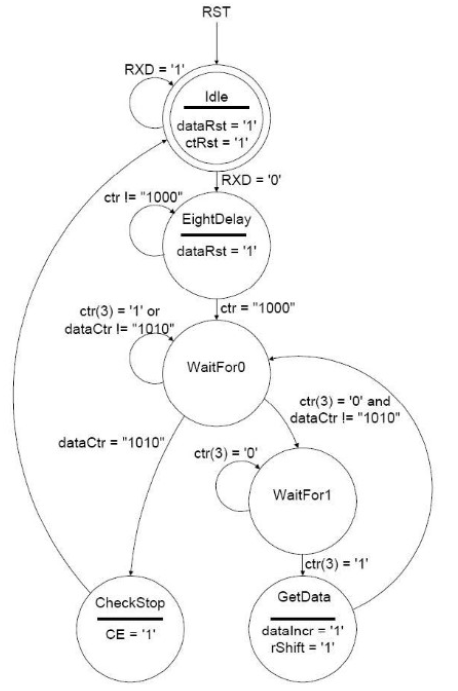 RST
RXD = '1'
Idle
dataRst = '1'
ctRst = '1'
RXD = '0'
ctr != "1000"
EightDelay
dataRst = '1'
ctr = "1000"
ctr(3) = '1' or
dataCtr != "1010"
WaitFor0
ctr(3) = '0' and
dataCtr != "1010"
dataCtr = "1010"
ctr(3) = '0'
WaitFor1
ctr(3) = '1'
CheckStop
CE = '1'
GetData
dataIncr = '1'
rShift = '1'